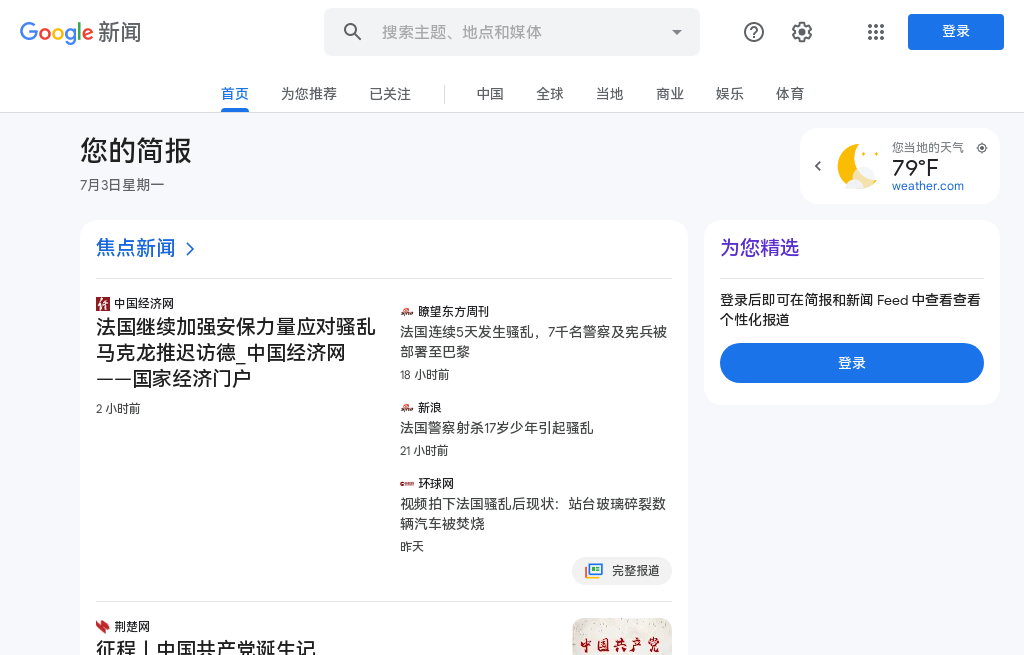 Google 新闻
搜索主题、地点和媒体
登录
首页
为您推荐
已关注
中国
全球
当地
商业
娱乐
体育
您的简报
7月3日星期一
您当地的天气
79°F
weather.com
焦点新闻
中国经济网
法国继续加强安保力量应对骚乱
马克龙推迟访德_中国经济网
——国家经济门户
2 小时前
瞭望东方周刊
法国连续5天发生骚乱，7千名警察及宪兵被
部署至巴黎
18 小时前
新浪
法国警察射杀17岁少年引起骚乱
21 小时前
环球网
视频拍下法国骚乱后现状：站台玻璃碎裂数
辆汽车被焚烧
昨天
完整报道
为您精选
登录后即可在简报和新闻 Feed 中查看查看
个性化报道
登录
荆楚网
征程丨中国共产党诞生记
中国共产党